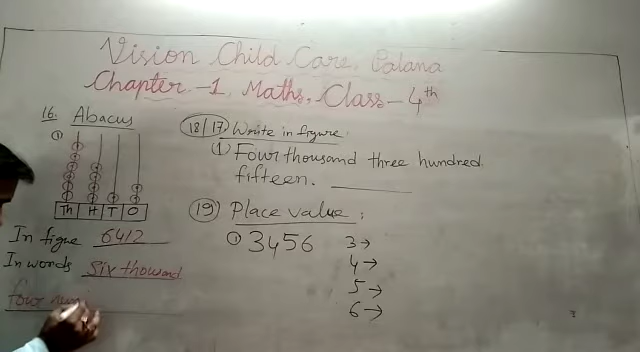 Vision Child Care, Calana
Chapter-1, Maths, Class-4th
16. Abacus
①
Th H T O
In figue 6412
In words Six thousand
four
18/17 Write in figure:
① Four thousand three hundred
fifteen.
19 Place value:
① 3456
3→
4→
5→
6→